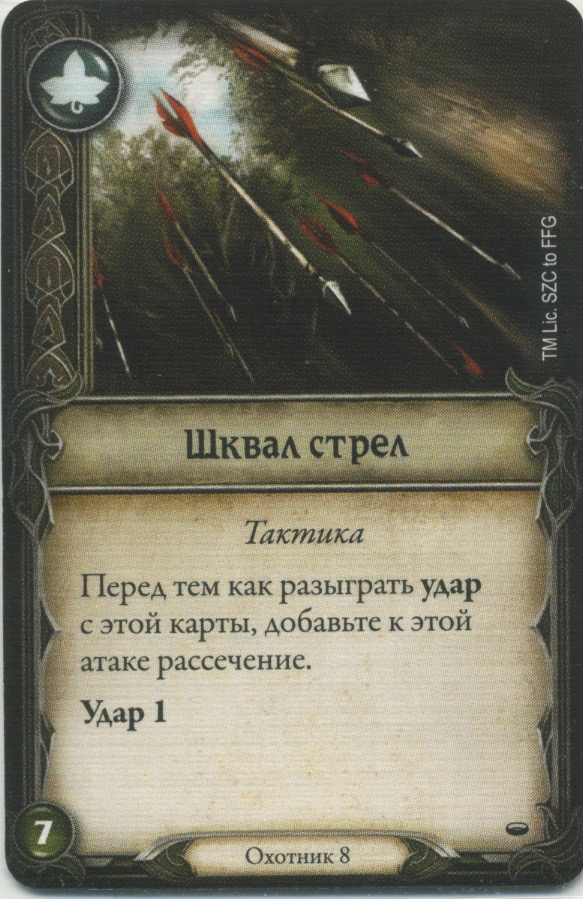 TM Lic. SZC to FFG
Шквал стрел
Тактика
Перед тем как разыграть удар
с этой карты, добавьте к этой
атаке рассечение.
Удар 1
7
Охотник 8